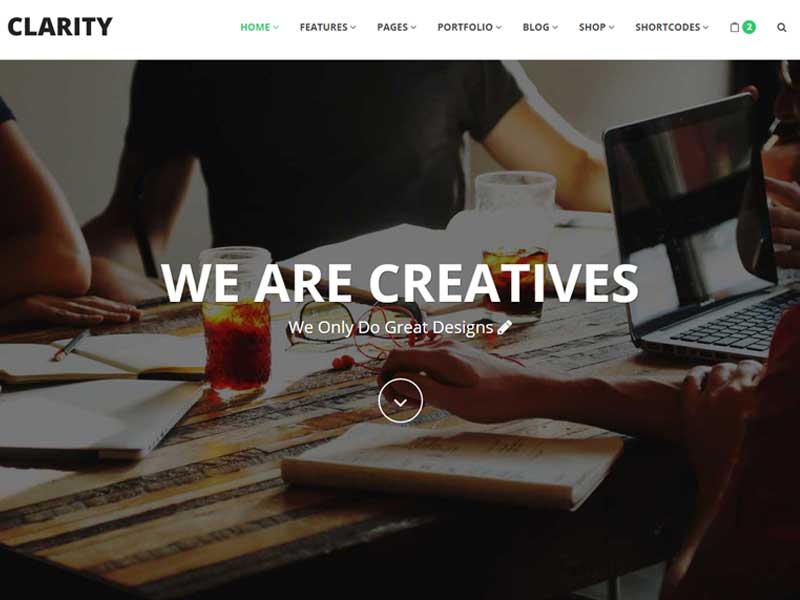 CLARITY
HOME FEATURES PAGES PORTFOLIO BLOG SHOP SHORTCODES 2
WE ARE CREATIVES
We Only Do Great Designs